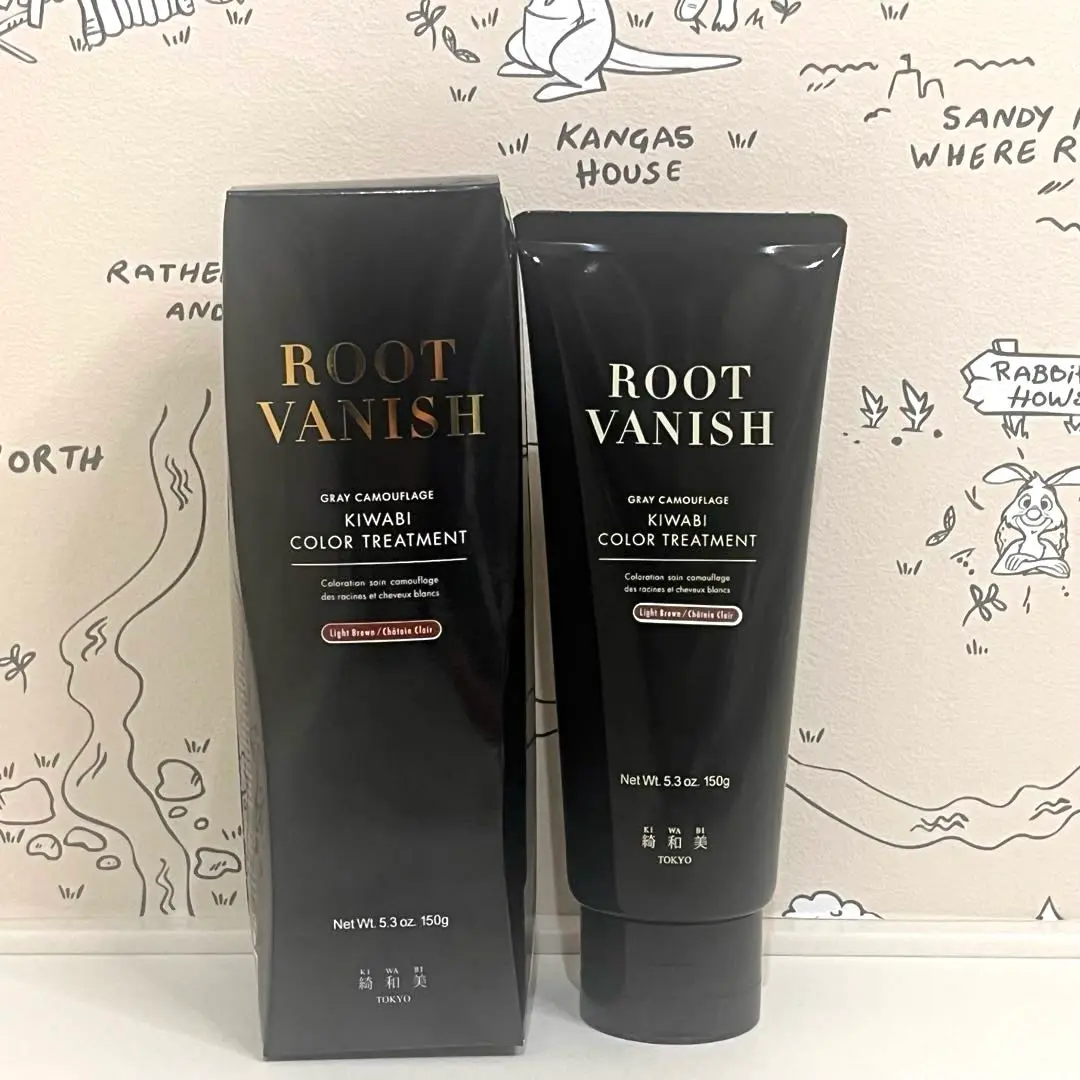 KANGAS
HOUSE
SANDY
WHERE R
RATHE
AND
RABBI
HOWS
ORTH
ROOT
VANISH
GRAY CAMOUFLAGE
KIWABI
COLOR TREATMENT
Coloration soin camouflage
des racines et cheveux blancs
Light Brown / Châtain Clair
Net Wt. 5.3 oz. 150g
KI WA BI
綺和美
TOKYO
ROOT
VANISH
GRAY CAMOUFLAGE
KIWABI
COLOR TREATMENT
Coloration soin camouflage
des racines et cheveux blancs
Light Brown / Châtain Clair
Net Wt. 5.3 oz. 150g
KI WA BI
綺和美
TOKYO